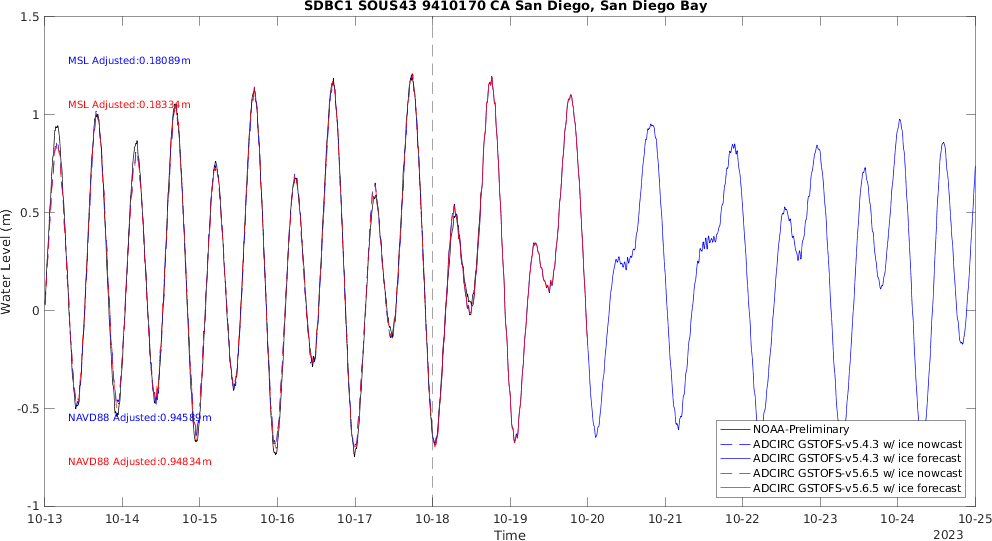 SDBC1 SOUS43 9410170 CA San Diego, San Diego Bay
1.5
MSL Adjusted:0.18089m
MSL Adjusted:0.18334m
1
0.5
Water Level (m)
0
-0.5
NAVD88 Adjusted:0.94589m
NAVD88 Adjusted:0.94834m
-1
NOAA-Preliminary
ADCIRC GSTOFS-v5.4.3 w/ ice nowcast
ADCIRC GSTOFS-v5.4.3 w/ ice forecast
ADCIRC GSTOFS-v5.6.5 w/ ice nowcast
ADCIRC GSTOFS-v5.6.5 w/ ice forecast
10-13 10-14 10-15 10-16 10-17 10-18 10-19 10-20 10-21 10-22 10-23 10-24 10-25
Time
2023